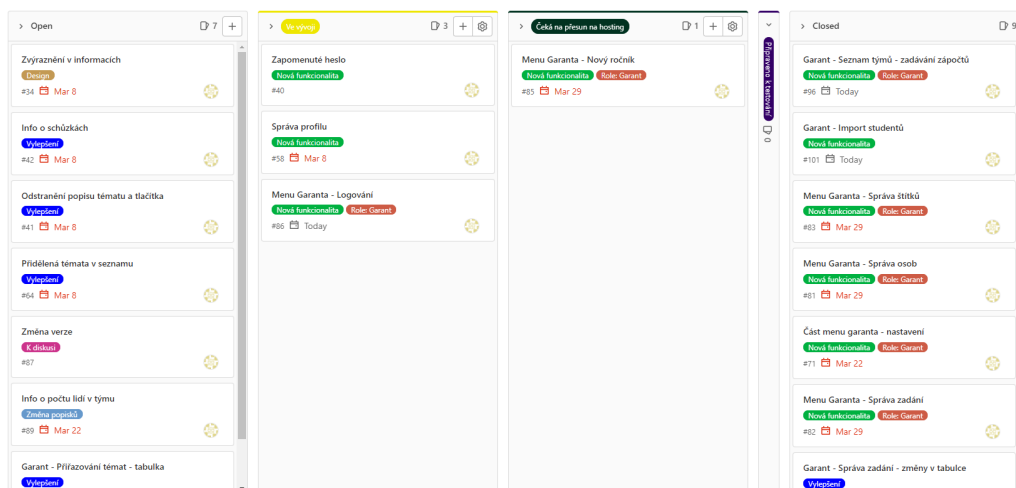 Open
7
Zvýraznění v informacích
Design
#34 Mar 8
Info o schůzkách
Vylepšení
#42 Mar 8
Odstranění popisu tématu a tlačítka
Vylepšení
#41 Mar 8
Přidělená témata v seznamu
Vylepšení
#64 Mar 8
Změna verze
K diskusi
#87
Info o počtu lidí v týmu
Změna popisků
#89 Mar 22
Garant - Přiřazování témat - tabulka
Vylepšení
Ve vývoji
3
Zapomenuté heslo
Nová funkcionalita
#40
Správa profilu
Nová funkcionalita
#58 Mar 8
Menu Garanta - Logování
Nová funkcionalita Role: Garant
#86 Today
Čeká na přesun na hosting
1
Menu Garanta - Nový ročník
Nová funkcionalita Role: Garant
#85 Mar 29
Připraveno k testování
0
Closed
9
Garant - Seznam týmů - zadávání zápočtů
Nová funkcionalita Role: Garant
#96 Today
Garant - Import studentů
Nová funkcionalita
#101 Today
Menu Garanta - Správa štítků
Nová funkcionalita Role: Garant
#83 Mar 29
Menu Garanta - Správa osob
Nová funkcionalita Role: Garant
#81 Mar 29
Část menu garanta - nastavení
Nová funkcionalita Role: Garant
#71 Mar 22
Menu Garanta - Správa zadání
Nová funkcionalita Role: Garant
#82 Mar 29
Garant - Správa zadání - změny v tabulce
Vylepšení